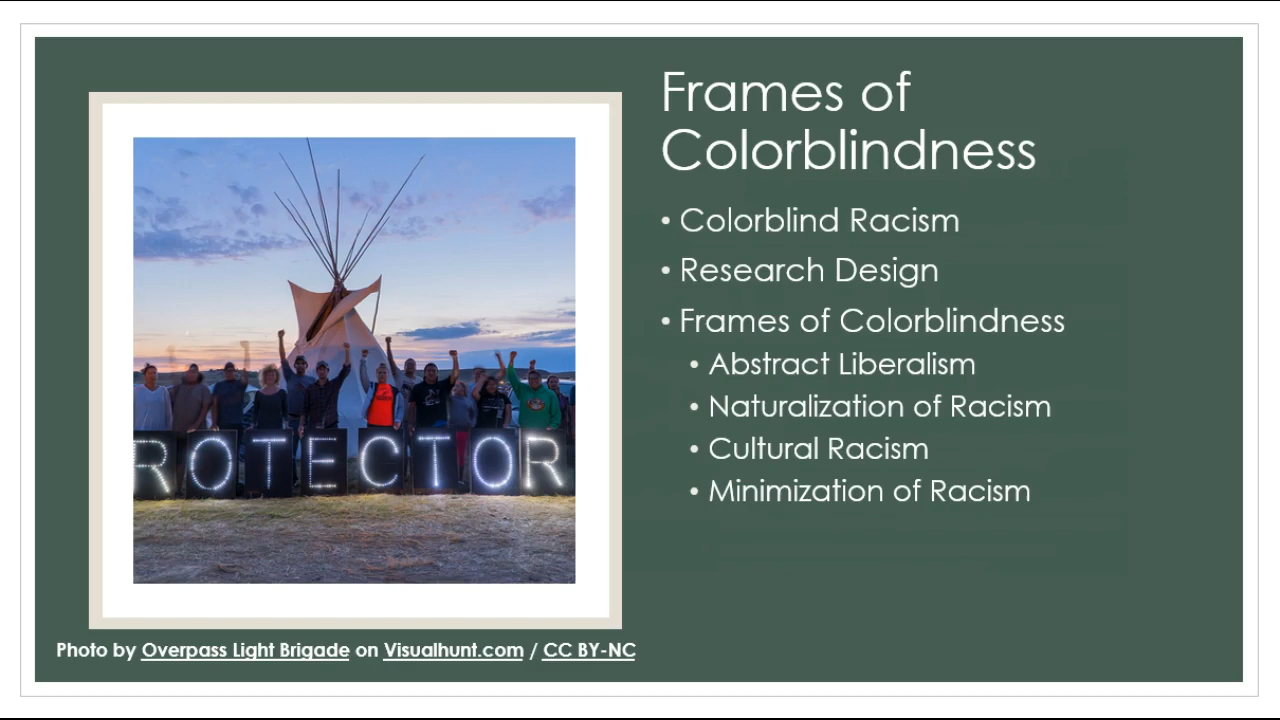 Frames of
Colorblindness
• Colorblind Racism
• Research Design
• Frames of Colorblindness
• Abstract Liberalism
• Naturalization of Racism
• Cultural Racism
• Minimization of Racism
ROTECTOR
Photo by Overpass Light Brigade on Visualhunt.com / CC BY-NC